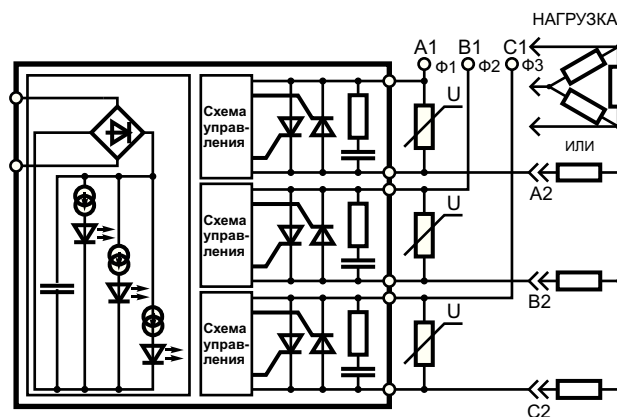 НАГРУЗКА
A1 B1 C1
Ф1 Ф2 Ф3
Схема
управ-
ления
U
ИЛИ
A2
Схема
управ-
ления
U
B2
Схема
управ-
ления
U
C2